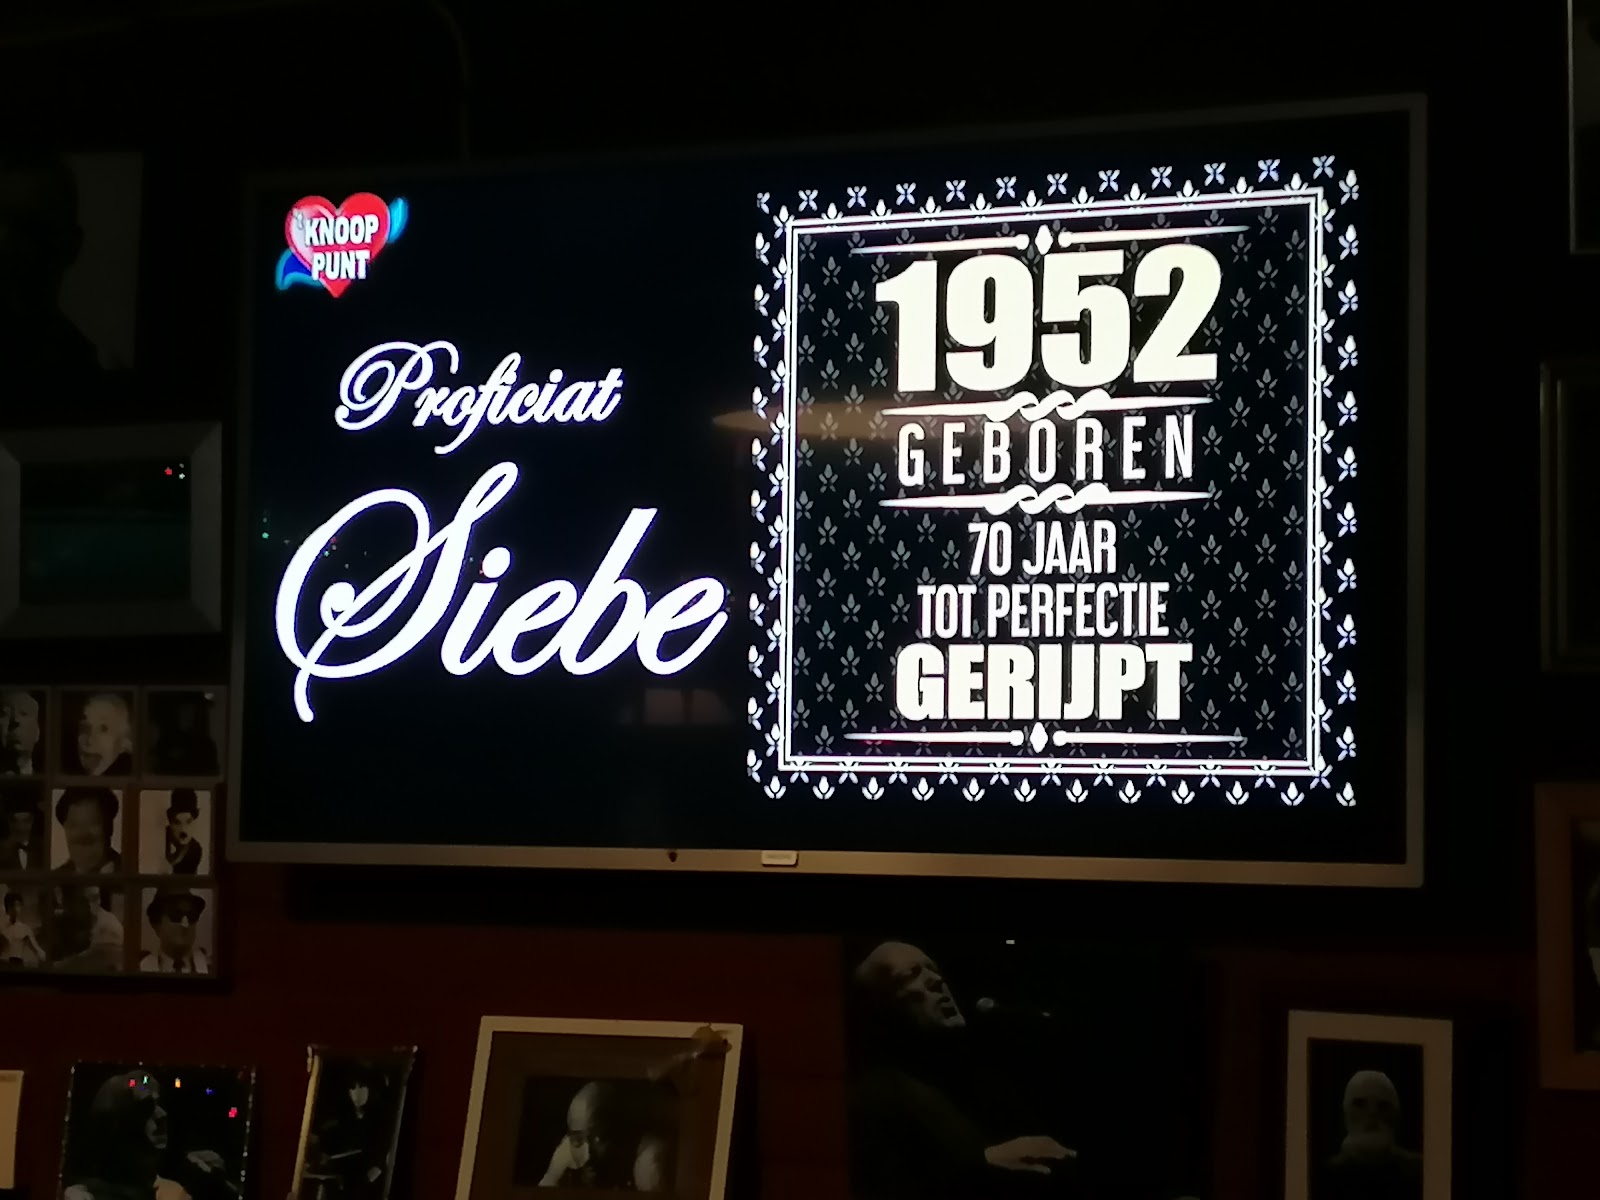 'T KNOOP
PUNT
Proficiat
Siebe
1952
GEBOREN
70 JAAR
TOT PERFECTIE
GERIJPT